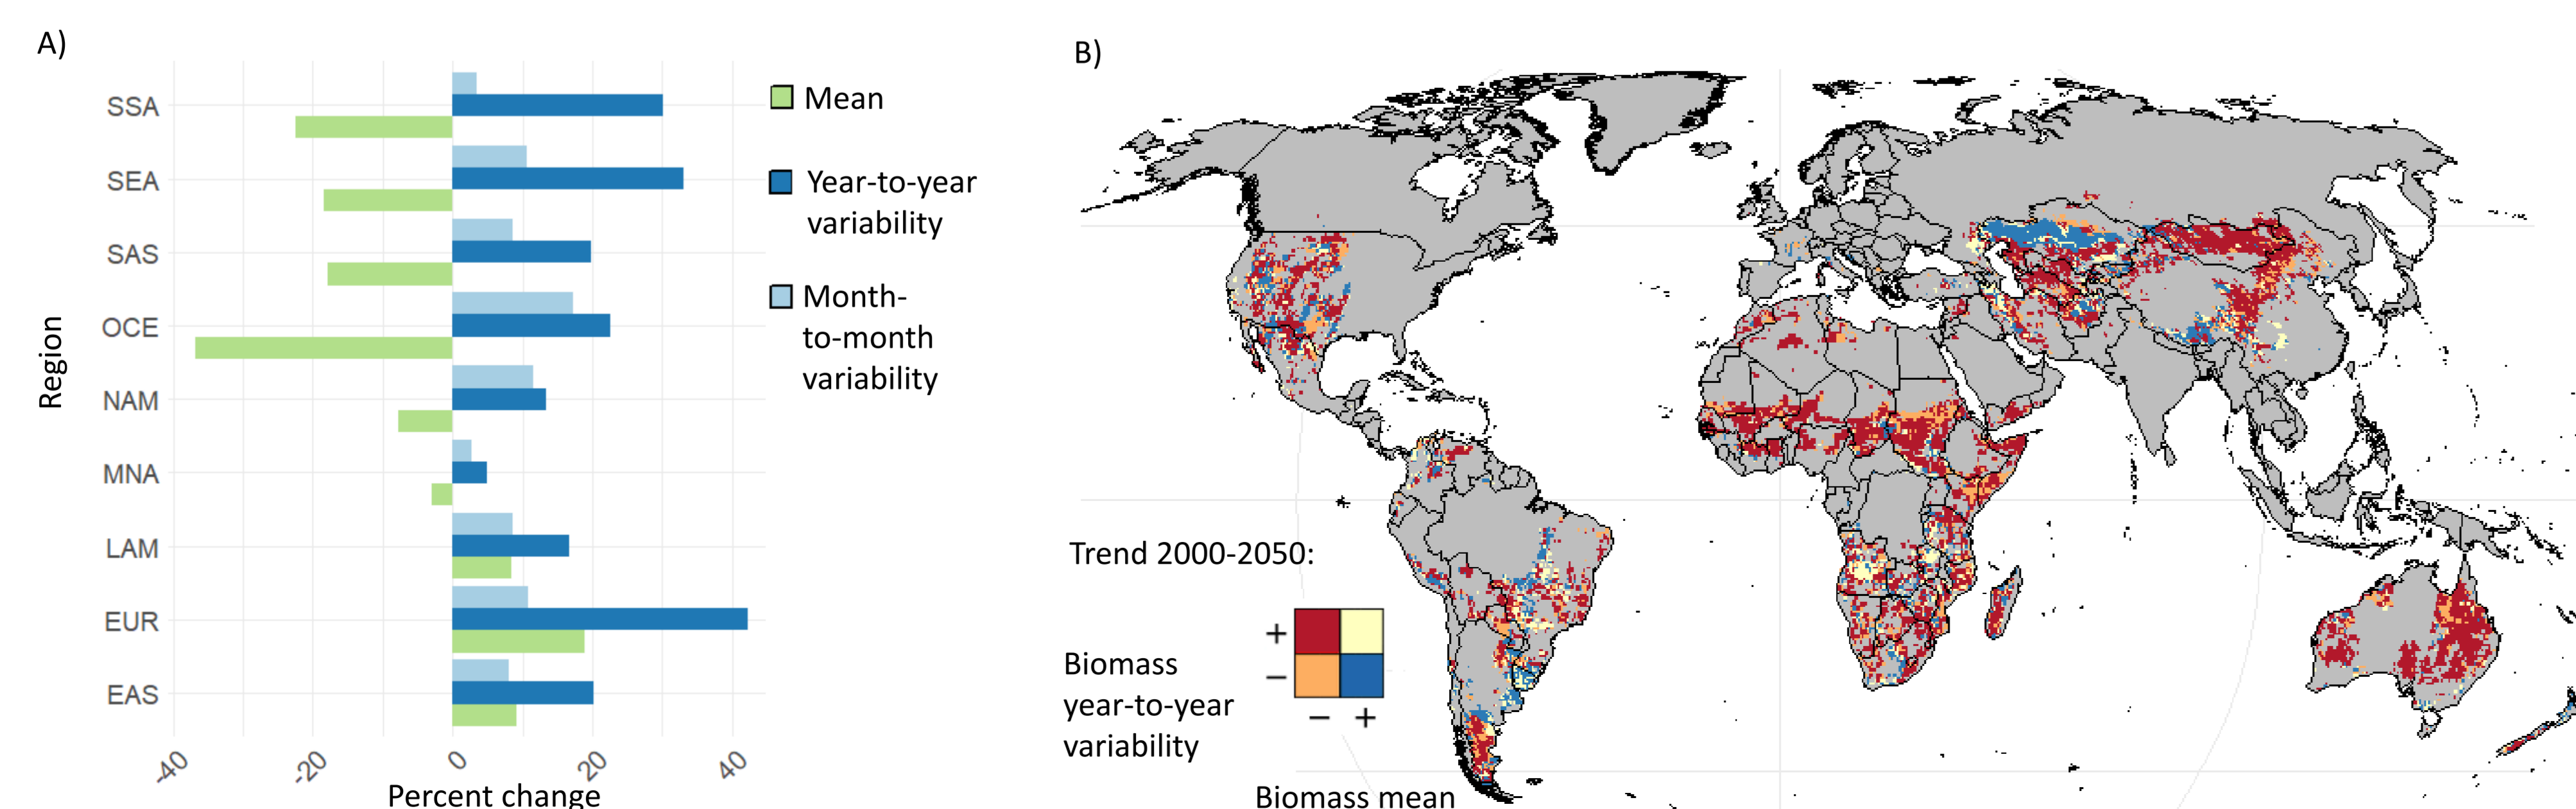 A)
Region
SSA
SEA
SAS
OCE
NAM
MNA
LAM
EUR
EAS
-40
-20
0
20
40
Percent change
Mean
Year-to-year
variability
Month-
to-month
variability
B)
Trend 2000-2050:
+
−
− +
Biomass
year-to-year
variability
Biomass mean